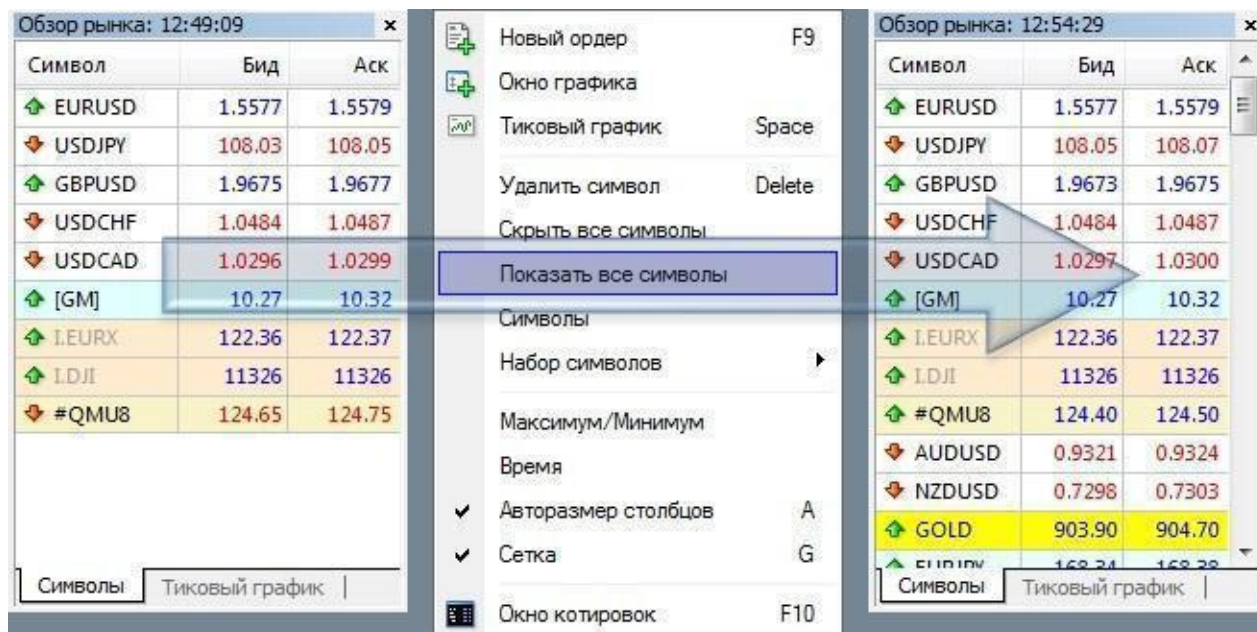 Обзор рынка: 12:49:09
Символ Бид Аск
EURUSD 1.5577 1.5579
USDJPY 108.03 108.05
GBPUSD 1.9675 1.9677
USDCHF 1.0484 1.0487
USDCAD 1.0296 1.0299
[GM] 10.27 10.32
I.EURX 122.36 122.37
I.DJI 11326 11326
#QMU8 124.65 124.75
Символы Тиковый график
Новый ордер F9
Окно графика
Тиковый график Space
Удалить символ Delete
Скрыть все символы
Показать все символы
Символы
Набор символов
Максимум/Минимум
Время
Авторазмер столбцов A
Сетка G
Окно котировок F10
Обзор рынка: 12:54:29
Символ Бид Аск
EURUSD 1.5577 1.5579
USDJPY 108.05 108.07
GBPUSD 1.9673 1.9675
USDCHF 1.0484 1.0487
USDCAD 1.0297 1.0300
[GM] 10.27 10.32
I.EURX 122.36 122.37
I.DJI 11326 11326
#QMU8 124.40 124.50
AUDUSD 0.9321 0.9324
NZDUSD 0.7298 0.7303
GOLD 903.90 904.70
EURJPY 168.34 168.38
Символы Тиковый график